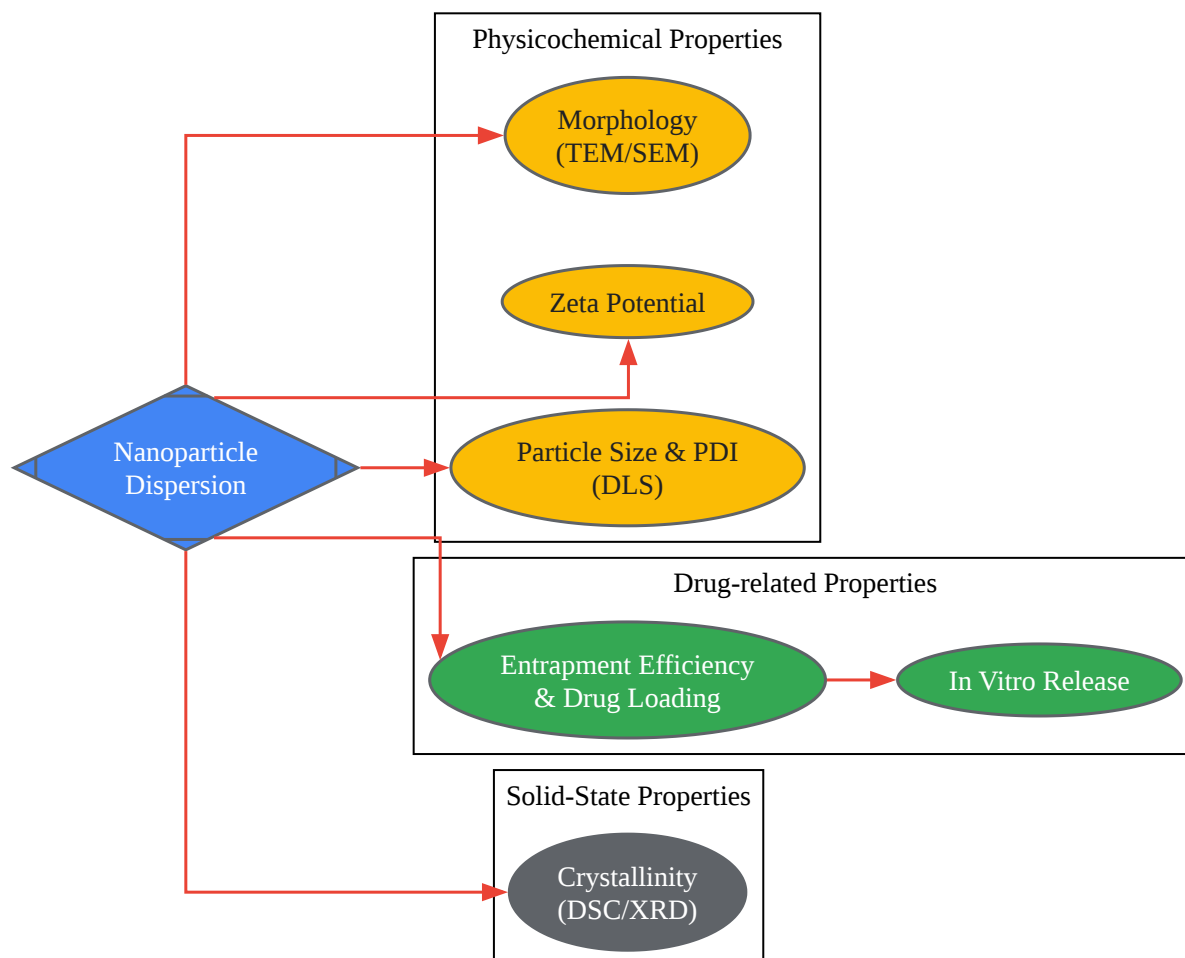 Physicochemical Properties
Morphology
(TEM/SEM)
Zeta Potential
Nanoparticle
Dispersion
Particle Size & PDI
(DLS)
Drug-related Properties
Entrapment Efficiency
& Drug Loading
In Vitro Release
Solid-State Properties
Crystallinity
(DSC/XRD)